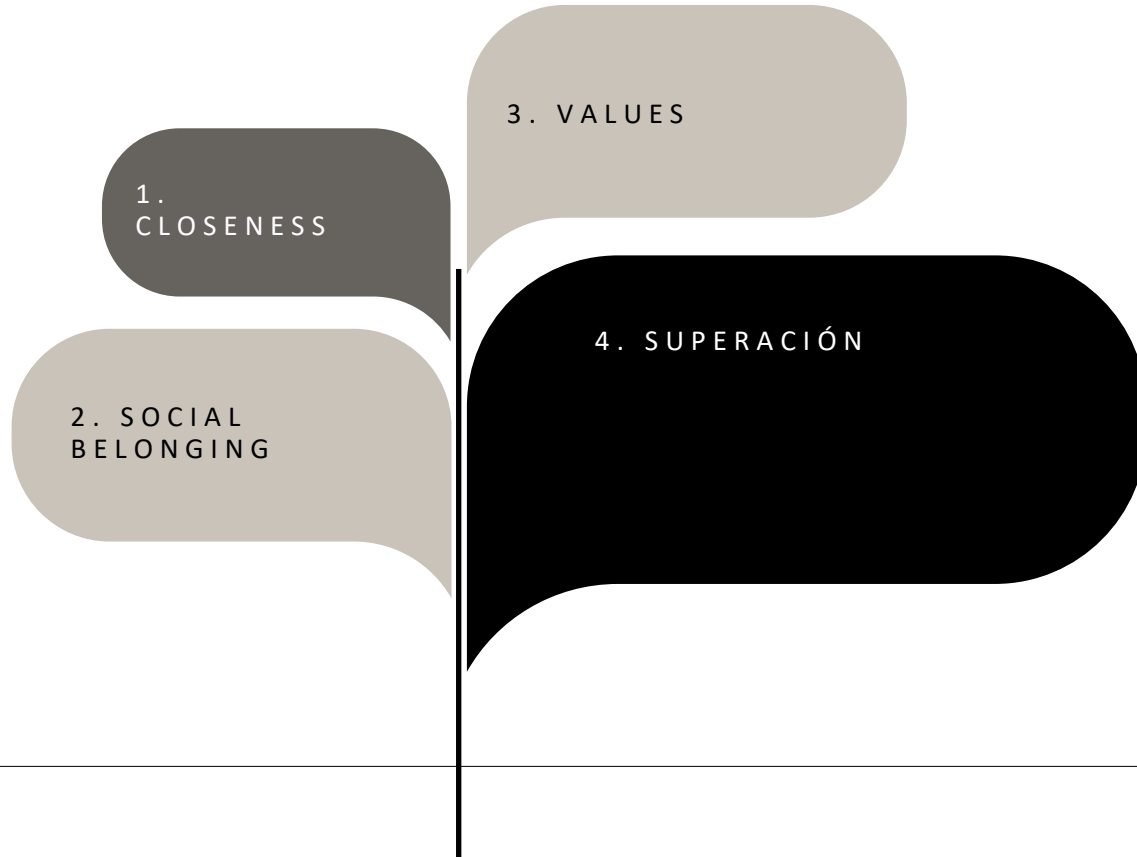 1.
CLOSENESS
2. SOCIAL
BELONGING
3. VALUES
4. SUPERACIÓN